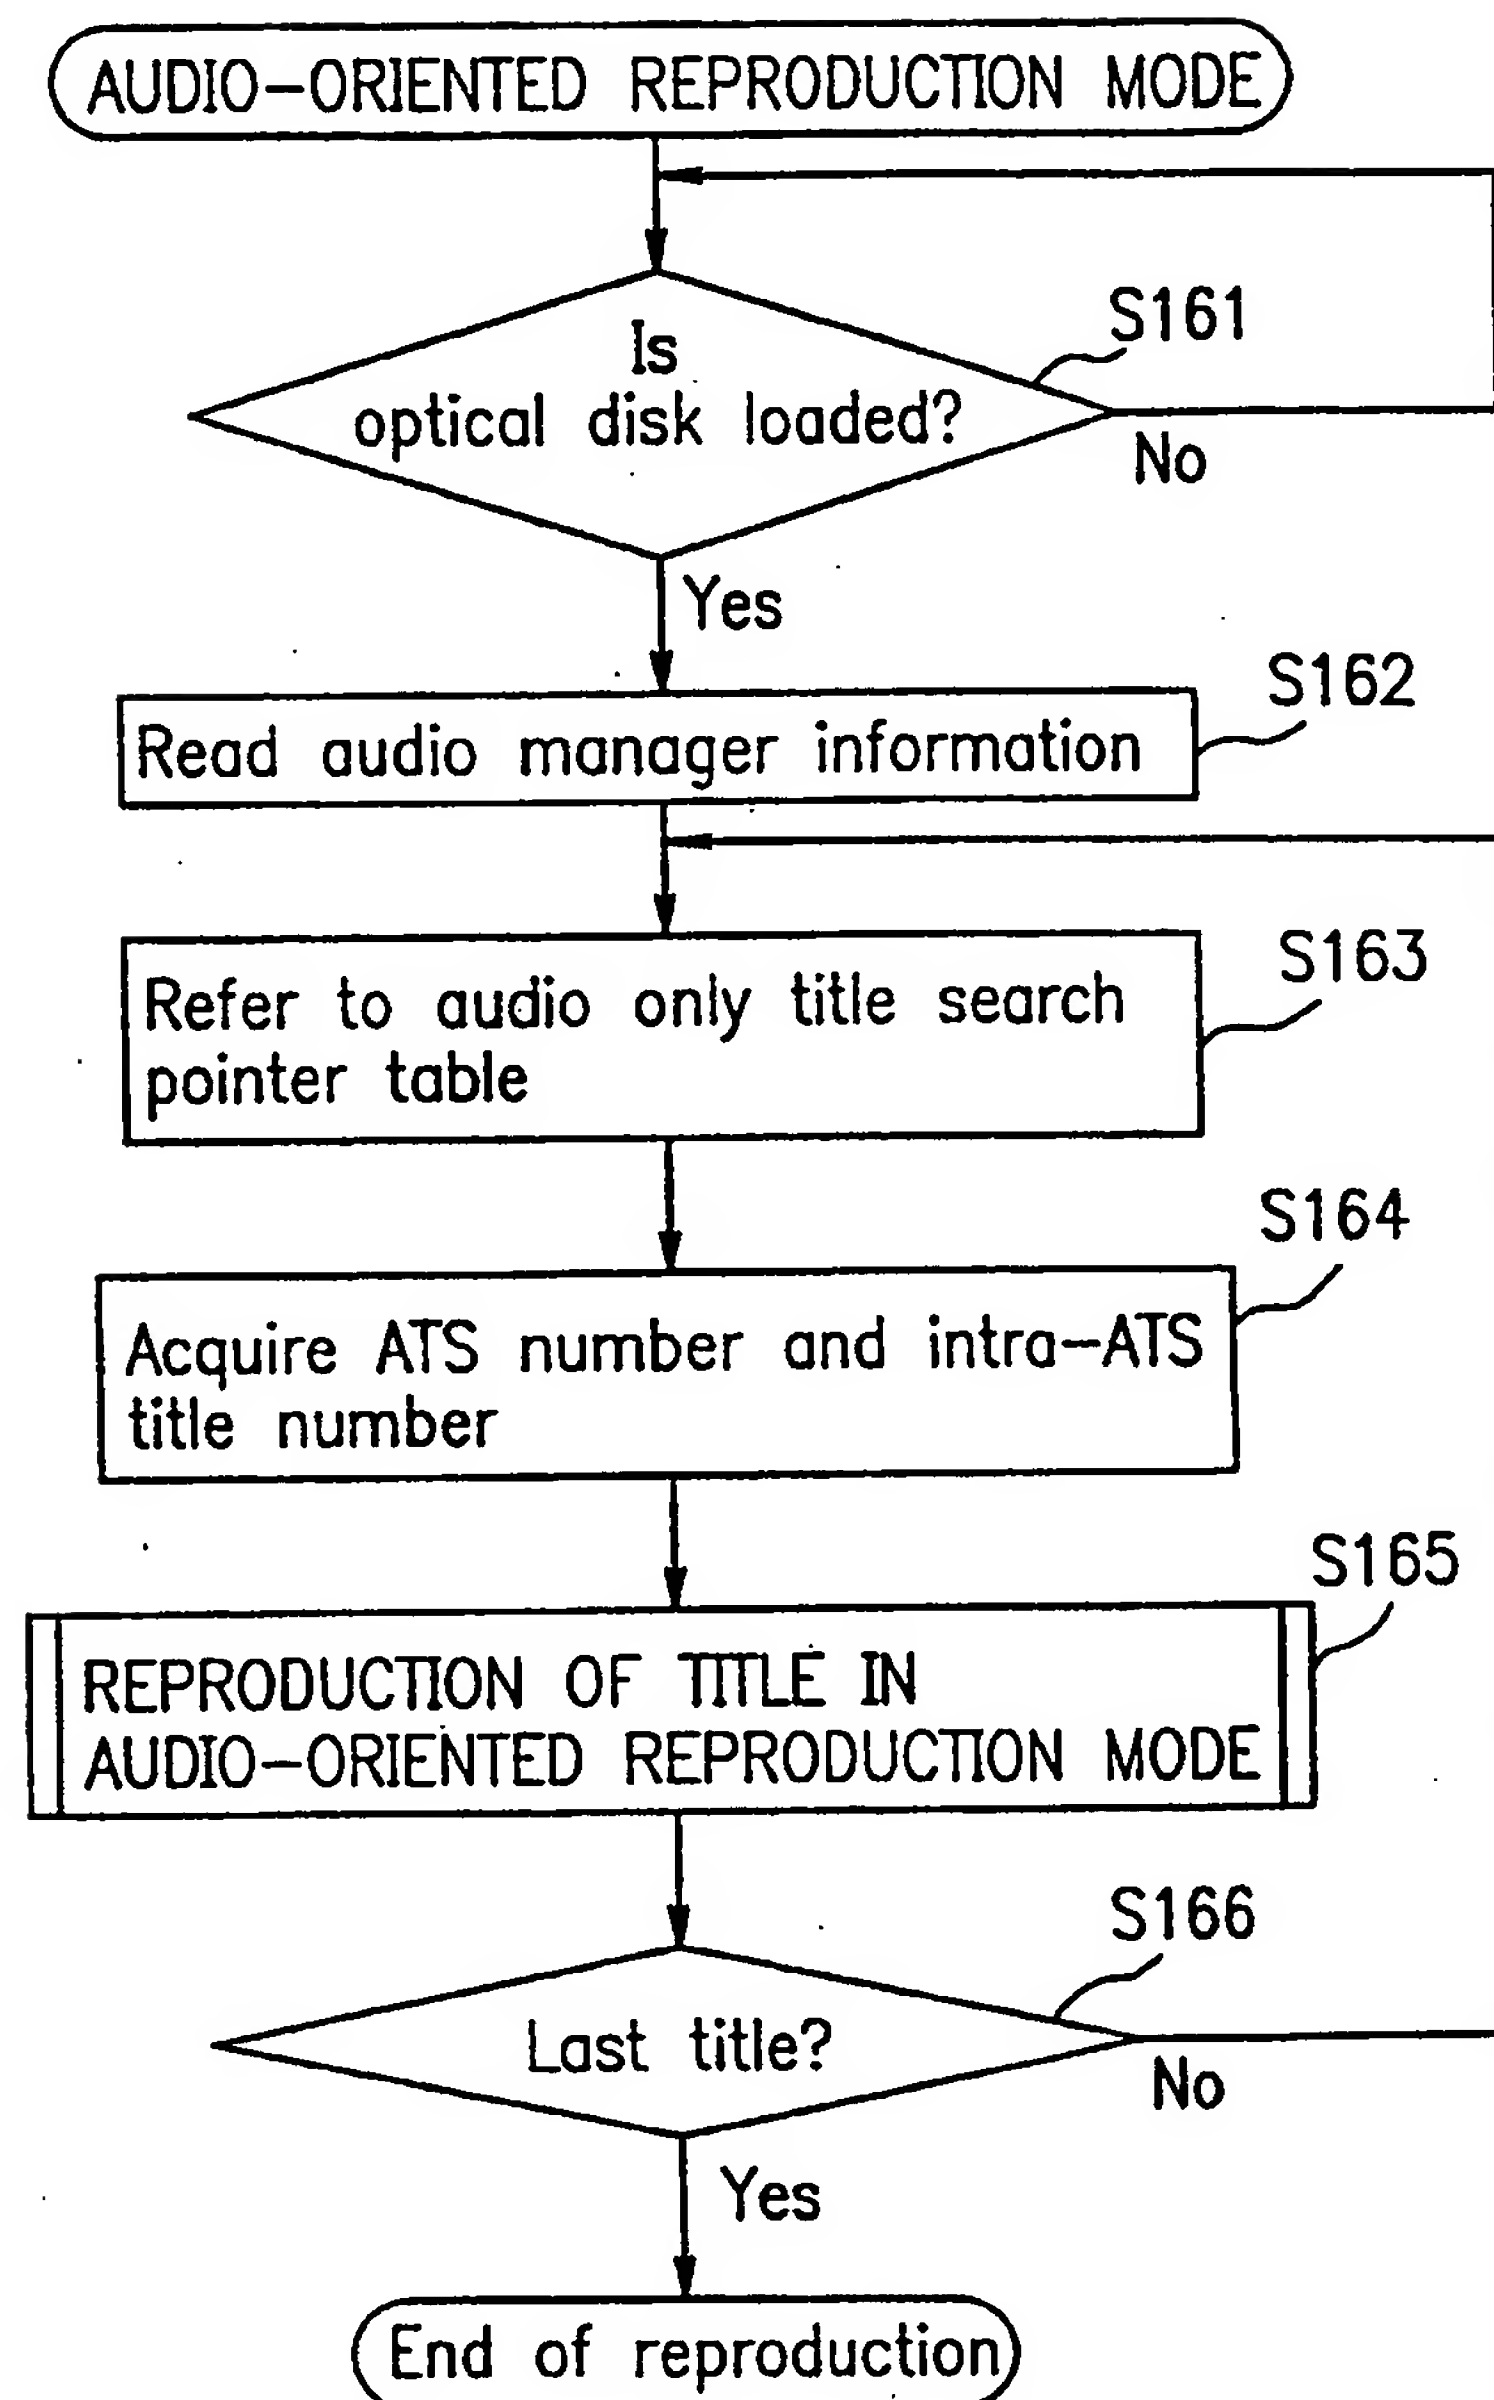 AUDIO-ORIENTED REPRODUCTION MODE
S161
Is
optical disk loaded?
No
Yes
S162
Read audio manager information
S163
Refer to audio only title search
pointer table
S164
Acquire ATS number and intra-ATS
title number
S165
REPRODUCTION OF TITLE IN
AUDIO-ORIENTED REPRODUCTION MODE
S166
Last title?
No
Yes
End of reproduction